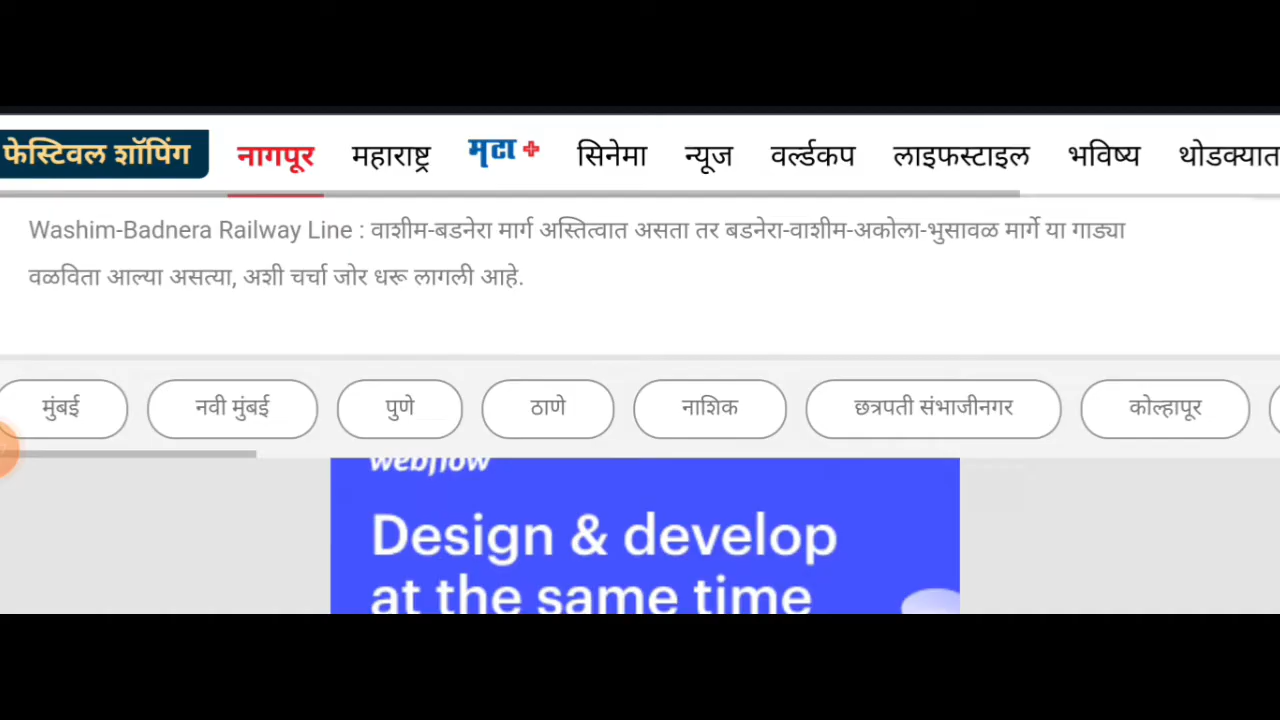 फेस्टिवल शॉपिंग नागपूर महाराष्ट्र मटा + सिनेमा न्यूज वर्ल्डकप लाइफस्टाइल भविष्य थोडक्यात
Washim-Badnera Railway Line : वाशीम-बडनेरा मार्ग अस्तित्वात असता तर बडनेरा-वाशीम-अकोला-भुसावळ मार्गे या गाड्या
वळविता आल्या असत्या, अशी चर्चा जोर धरू लागली आहे.
मुंबई नवी मुंबई पुणे ठाणे नाशिक छत्रपती संभाजीनगर कोल्हापूर
webflow
Design & develop
at the same time